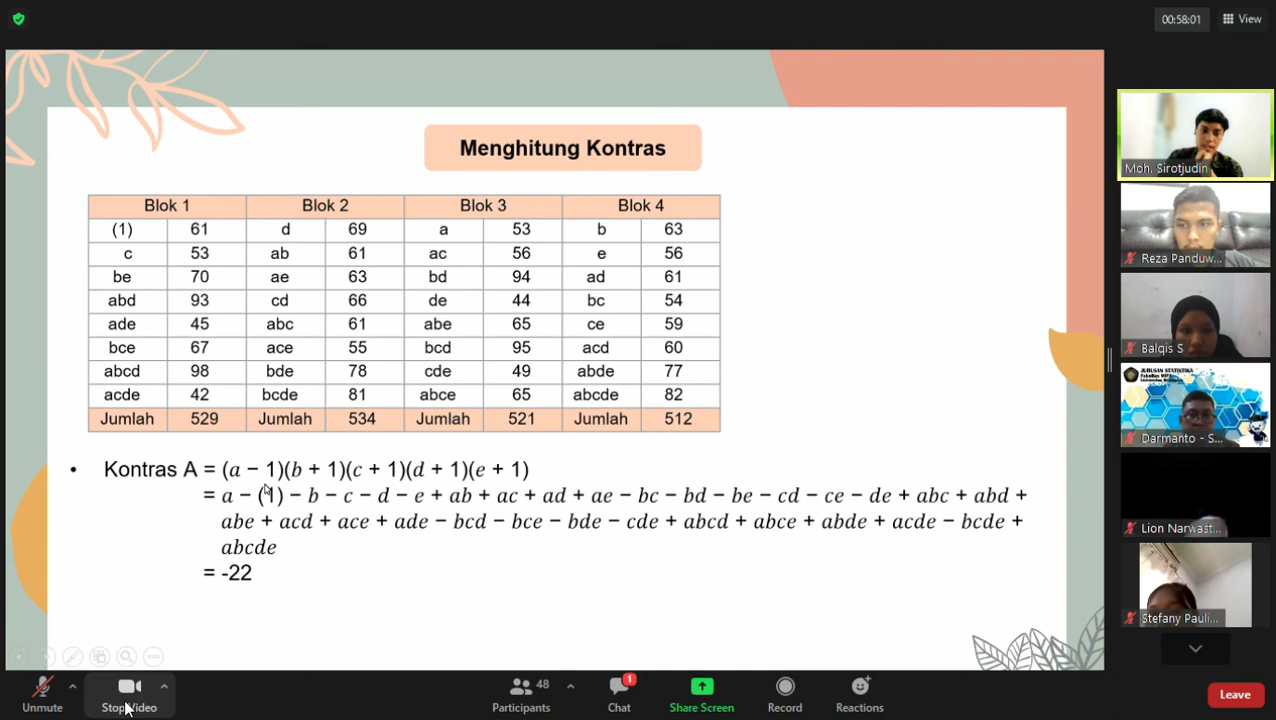 00:58:01 View
Menghitung Kontras
Blok 1 Blok 2 Blok 3 Blok 4
(1) 61 d 69 a 53 b 63
c 53 ab 61 ac 56 e 56
be 70 ae 63 bd 94 ad 61
abd 93 cd 66 de 44 bc 54
ade 45 abc 61 abe 65 ce 59
bce 67 ace 55 bcd 95 acd 60
abcd 98 bde 78 cde 49 abde 77
acde 42 bcde 81 abce 65 abcde 82
Jumlah 529 Jumlah 534 Jumlah 521 Jumlah 512
• Kontras A = (a − 1)(b + 1)(c + 1)(d + 1)(e + 1)
= a − (1) − b − c − d − e + ab + ac + ad + ae − bc − bd − be − cd − ce − de + abc + abd +
abe + acd + ace + ade − bcd − bce − bde − cde + abcd + abce + abde + acde − bcde +
abcde
= -22
Moh. Sirotjudin
Reza Panduw...
Balqis S
JURUSAN STATISTIKA
Darmanto - S...
Lion Narwast...
Stefany Pauli...
Unmute Stop Video 48 Participants 1 Chat Share Screen Record Reactions Leave